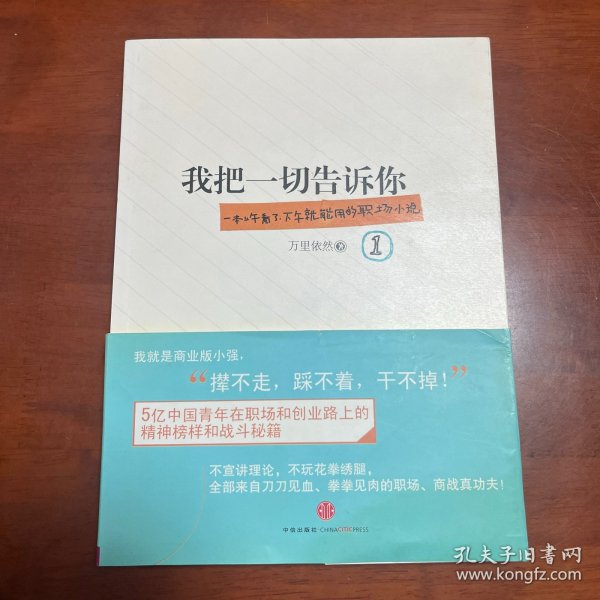 我把一切告诉你
一本上午看了、下午就能用的职场小说
万里依然 著
1
我就是商业版小强,
“撵不走,踩不着,干不掉!”
5亿中国青年在职场和创业路上的
精神榜样和战斗秘籍
不宣讲理论,不玩花拳绣腿,
全部来自刀刀见血、拳拳见肉的职场、商战真功夫!
中信出版社·CHINACITICPRESS
孔夫子旧书网
www.kongfz.com